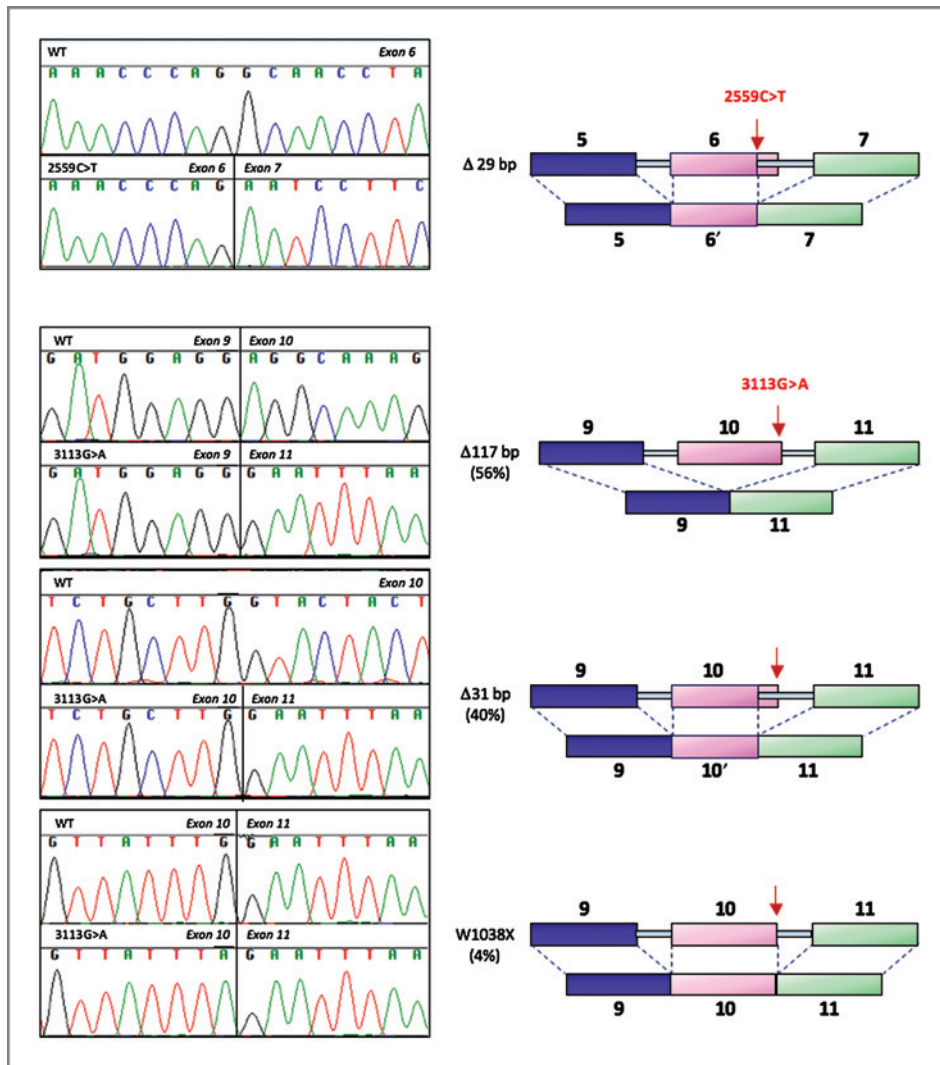 WT Exon 6
A A A C C C A G G C A A C C T A
2559C>T Exon 6 Exon 7
A A A C C C A G A A T C C T T C
2559C>T
5 6 7
Δ 29 bp
5 6′ 7
WT Exon 9 Exon 10
G A T G G A G G A G G C A A A G
3113G>A Exon 9 Exon 11
G A T G G A G G G A A T T T A A
3113G>A
9 10 11
Δ117 bp
(56%)
9 11
WT Exon 10
T C T G C T T G G T A C T A C T
3113G>A Exon 10 Exon 11
T C T G C T T G G A A T T T A A
9 10 11
Δ31 bp
(40%)
9 10′ 11
WT Exon 10 Exon 11
G T T A T T T G G A A T T T A A
3113G>A Exon 10 Exon 11
G T T A T T T A G A A T T T A A
9 10 11
W1038X
(4%)
9 10 11